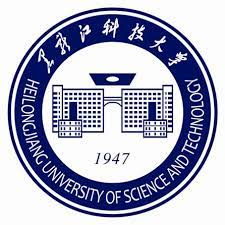 黑龙江科技大学
HEILONGJIANG UNIVERSITY OF SCIENCE AND TECHNOLOGY
1947